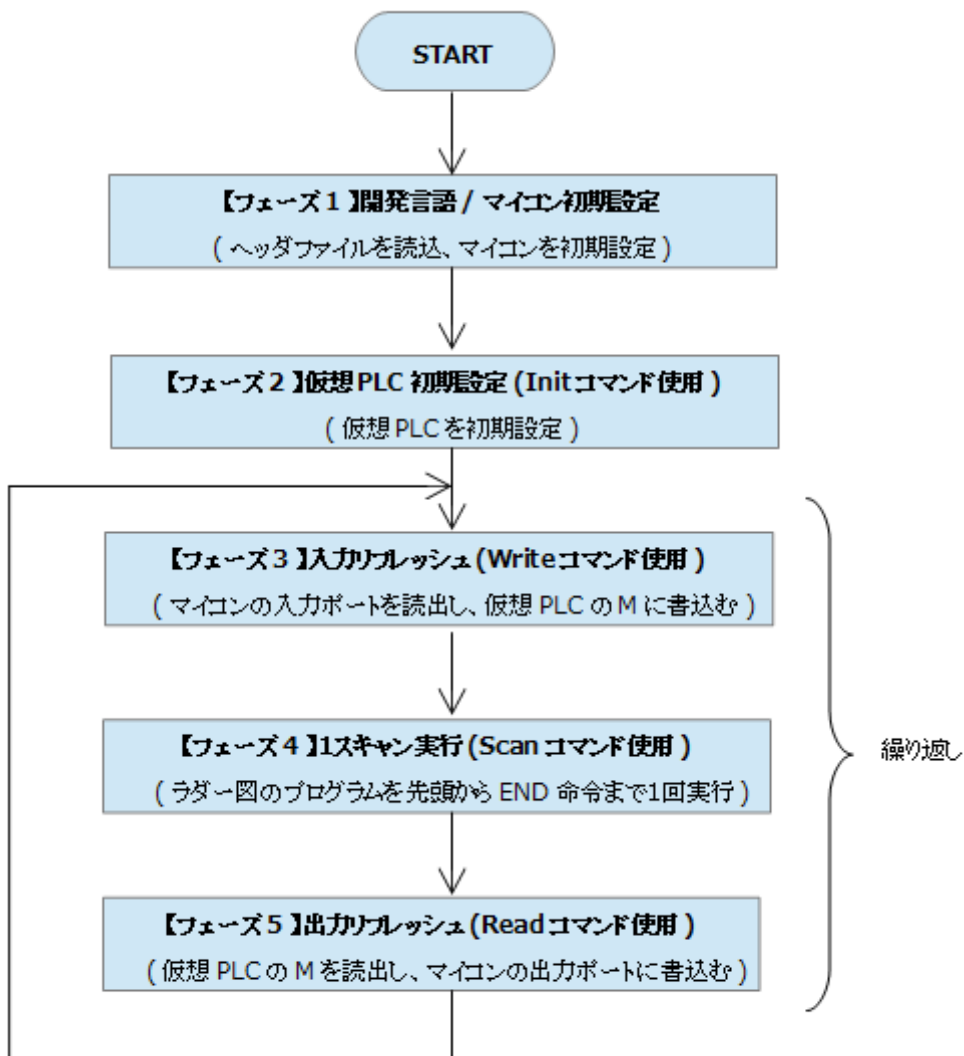 START
【フェーズ1】開発言語 / マイコン初期設定
( ヘッダファイルを読込、マイコンを初期設定 )
【フェーズ2】仮想PLC 初期設定 (Initコマンド使用 )
( 仮想 PLC を初期設定 )
【フェーズ3】入力リフレッシュ (Writeコマンド使用 )
( マイコンの入力ポートを読出し、仮想 PLC の M に書込む )
【フェーズ4】1スキャン実行 (Scan コマンド使用 )
( ラダー図のプログラムを先頭から END 命令まで1回実行 )
繰り返し
【フェーズ5】出力リフレッシュ (Read コマンド使用 )
( 仮想 PLC の M を読出し、マイコンの出力ポートに書込む )